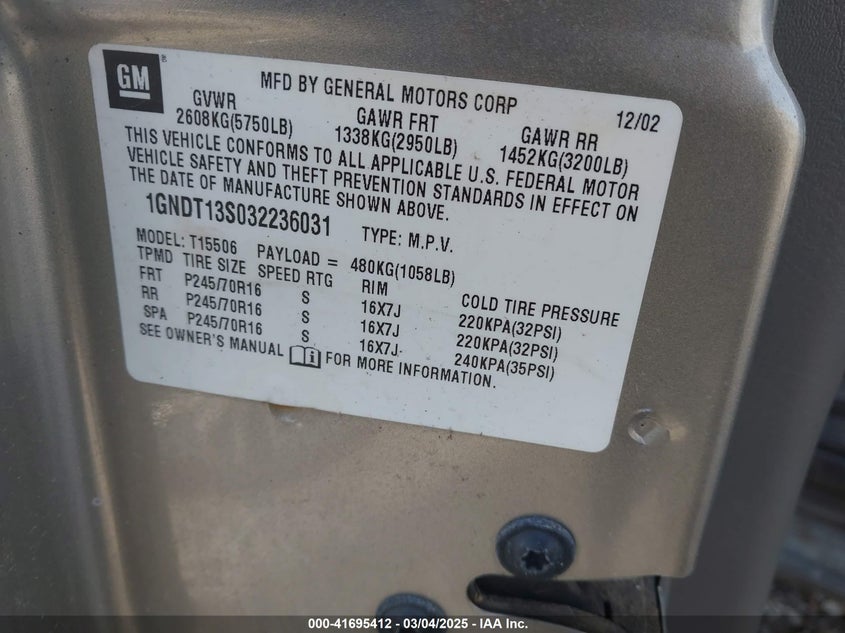 GM
MFD BY GENERAL MOTORS CORP 12/02
GVWR GAWR FRT GAWR RR
2608KG(5750LB) 1338KG(2950LB) 1452KG(3200LB)
THIS VEHICLE CONFORMS TO ALL APPLICABLE U.S. FEDERAL MOTOR
VEHICLE SAFETY AND THEFT PREVENTION STANDARDS IN EFFECT ON
THE DATE OF MANUFACTURE SHOWN ABOVE.
1GNDT13S032236031 TYPE: M.P.V.
MODEL: T15506 PAYLOAD = 480KG(1058LB)
TPMD TIRE SIZE SPEED RTG RIM COLD TIRE PRESSURE
FRT P245/70R16 S 16X7J 220KPA(32PSI)
RR P245/70R16 S 16X7J 220KPA(32PSI)
SPA P245/70R16 S 16X7J 240KPA(35PSI)
SEE OWNER'S MANUAL i FOR MORE INFORMATION.
000-41695412 - 03/04/2025 - IAA Inc.